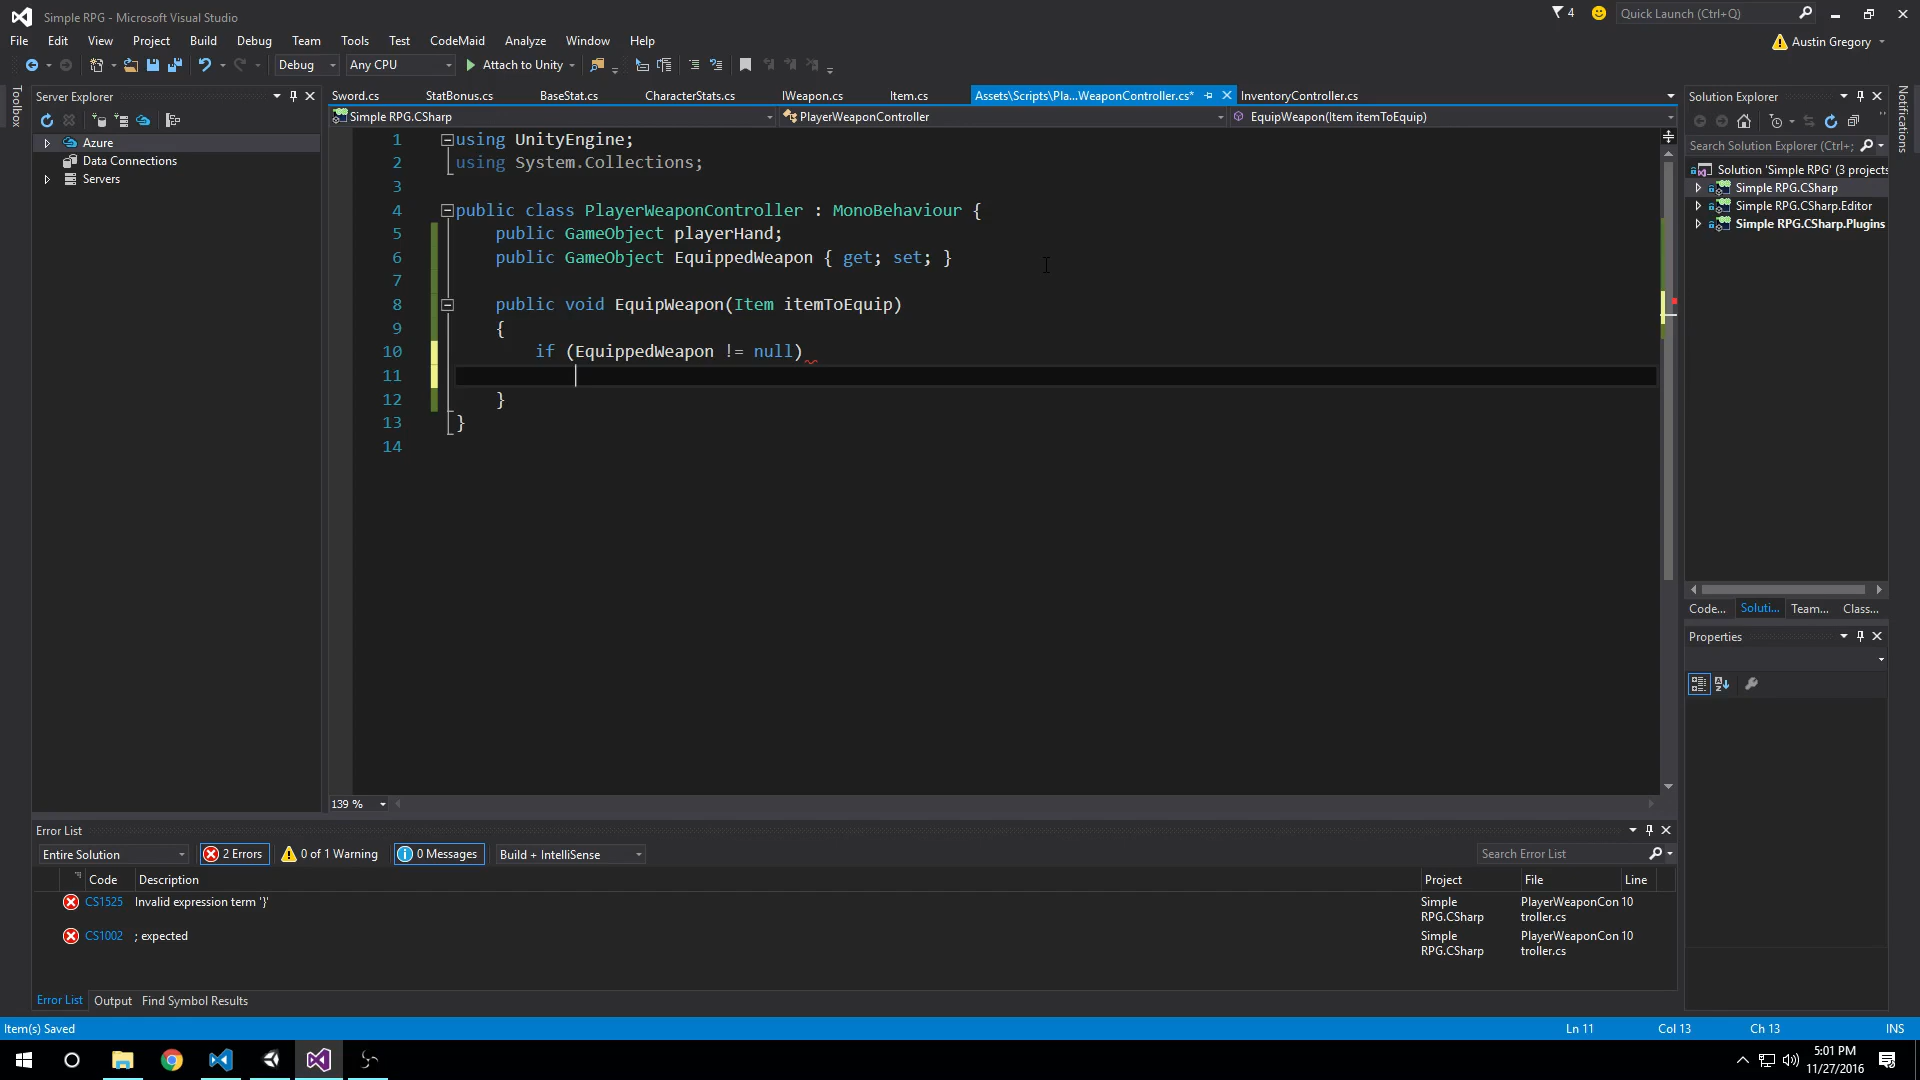 Simple RPG - Microsoft Visual Studio
4
Quick Launch (Ctrl+Q)
File Edit View Project Build Debug Team Tools Test CodeMaid Analyze Window Help
Austin Gregory
Debug Any CPU Attach to Unity
Toolbox
Server Explorer
Azure
Data Connections
Servers
Sword.cs StatBonus.cs BaseStat.cs CharacterStats.cs IWeapon.cs Item.cs Assets\Scripts\Pla...WeaponController.cs* InventoryController.cs
Simple RPG.CSharp PlayerWeaponController EquipWeapon(Item itemToEquip)
1 using UnityEngine;
2 using System.Collections;
3
4 public class PlayerWeaponController : MonoBehaviour {
5 public GameObject playerHand;
6 public GameObject EquippedWeapon { get; set; }
7
8 public void EquipWeapon(Item itemToEquip)
9 {
10 if (EquippedWeapon != null)
11
12 }
13 }
14
139 %
Solution Explorer
Search Solution Explorer (Ctrl+;
Solution 'Simple RPG' (3 projects
Simple RPG.CSharp
Simple RPG.CSharp.Editor
Simple RPG.CSharp.Plugins
Code... Soluti... Team... Class...
Properties
Notifications
Error List
Entire Solution 2 Errors 0 of 1 Warning 0 Messages Build + IntelliSense Search Error List
Code Description Project File Line
CS1525 Invalid expression term '}' Simple PlayerWeaponCon 10
RPG.CSharp troller.cs
CS1002 ; expected Simple PlayerWeaponCon 10
RPG.CSharp troller.cs
Error List Output Find Symbol Results
Item(s) Saved Ln 11 Col 13 Ch 13 INS
5:01 PM
11/27/2016